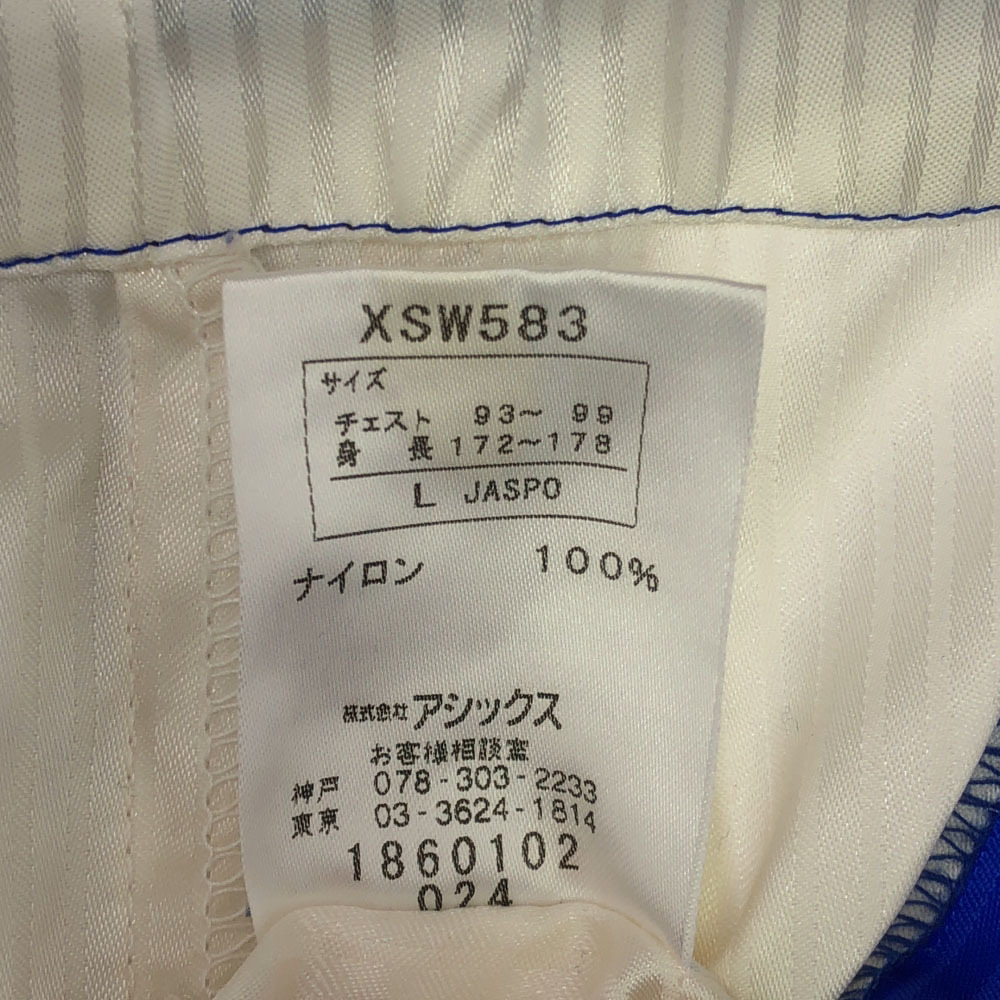 XSW583
サイズ
チェスト 93～ 99
身 長 172～178
L JASPO
ナイロン 100%
株式会社 アシックス
お客様相談室
神戸 078-303-2233
東京 03-3624-1814
1860102
024